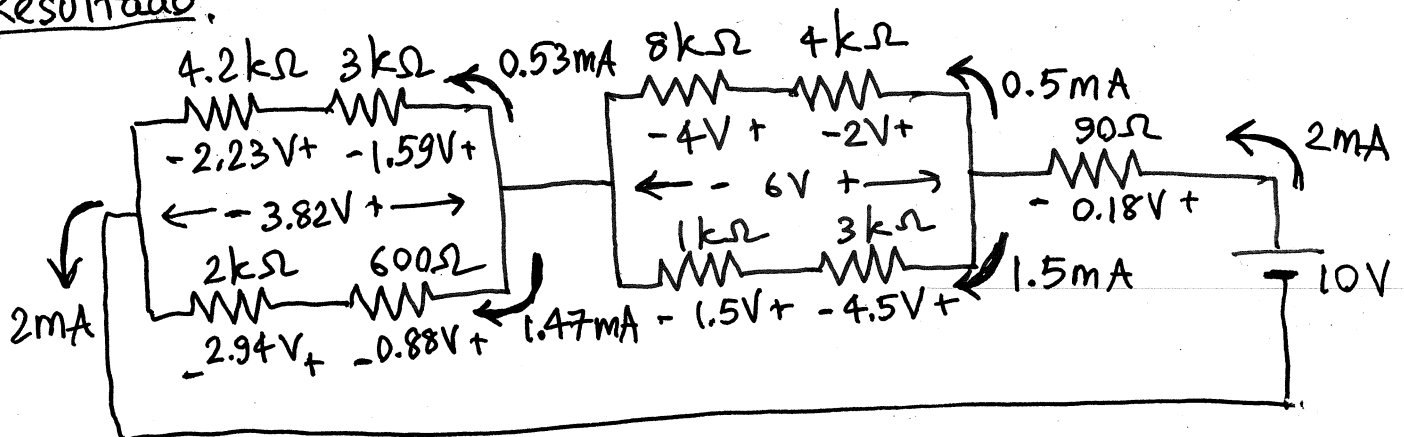 Resultado.
4.2kΩ 3kΩ 0.53mA 8kΩ 4kΩ 0.5mA
- 2.23V + - 1.59V + - 4V + - 2V + 90Ω 2mA
- 3.82V + - 6V + - 0.18V +
2kΩ 600Ω 1kΩ 3kΩ 1.5mA 10V
2mA - 2.94V + - 0.88V + 1.47mA - 1.5V + - 4.5V +